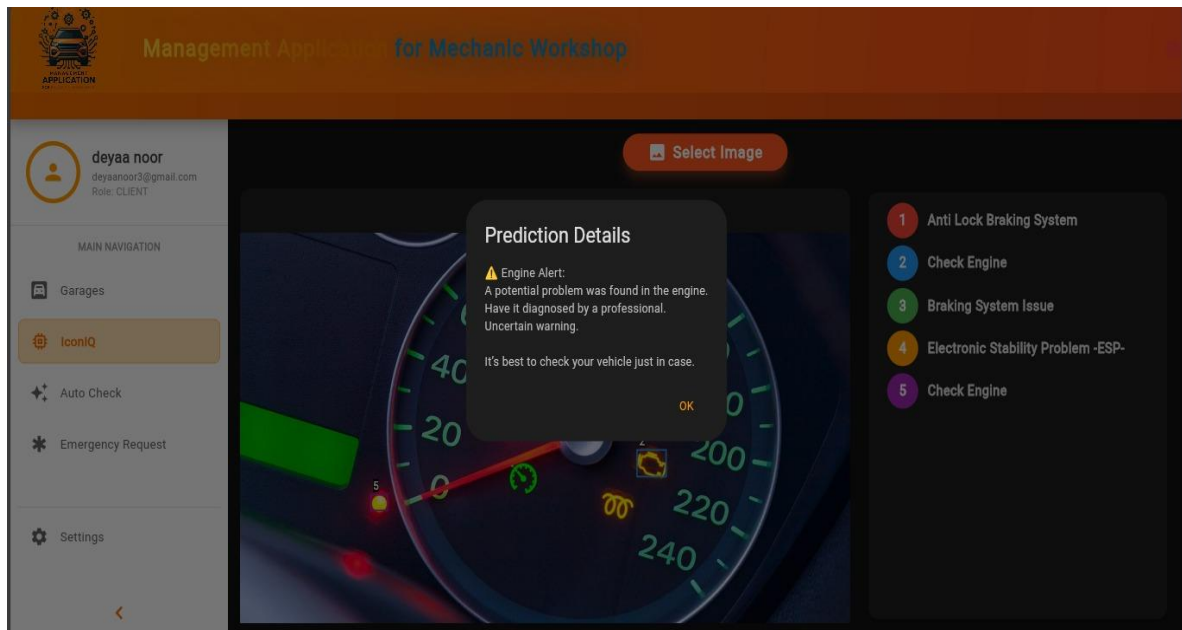 MANAGEMENT
APPLICATION
Management Application for Mechanic Workshop
deyaa noor
deyaanoor3@gmail.com
Role: CLIENT
MAIN NAVIGATION
Garages
IconIQ
Auto Check
Emergency Request
Settings
Select Image
Prediction Details
⚠️ Engine Alert:
A potential problem was found in the engine.
Have it diagnosed by a professional.
Uncertain warning.
It's best to check your vehicle just in case.
OK
40
20
0
5
2
200
220
240
1 Anti Lock Braking System
2 Check Engine
3 Braking System Issue
4 Electronic Stability Problem -ESP-
5 Check Engine